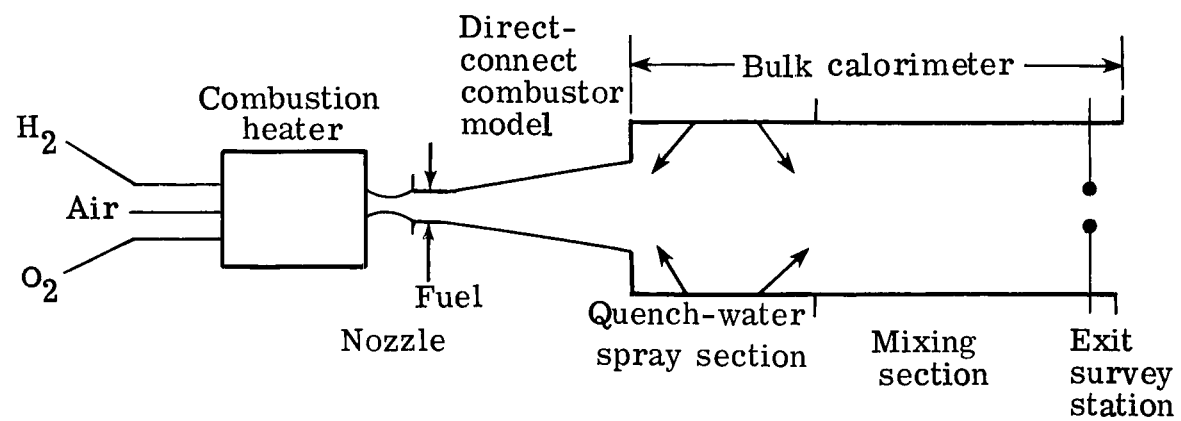 Direct-
connect
combustor
model
Bulk calorimeter
Combustion
heater
H2
Air
O2
Fuel
Nozzle
Quench-water
spray section
Mixing
section
Exit
survey
station